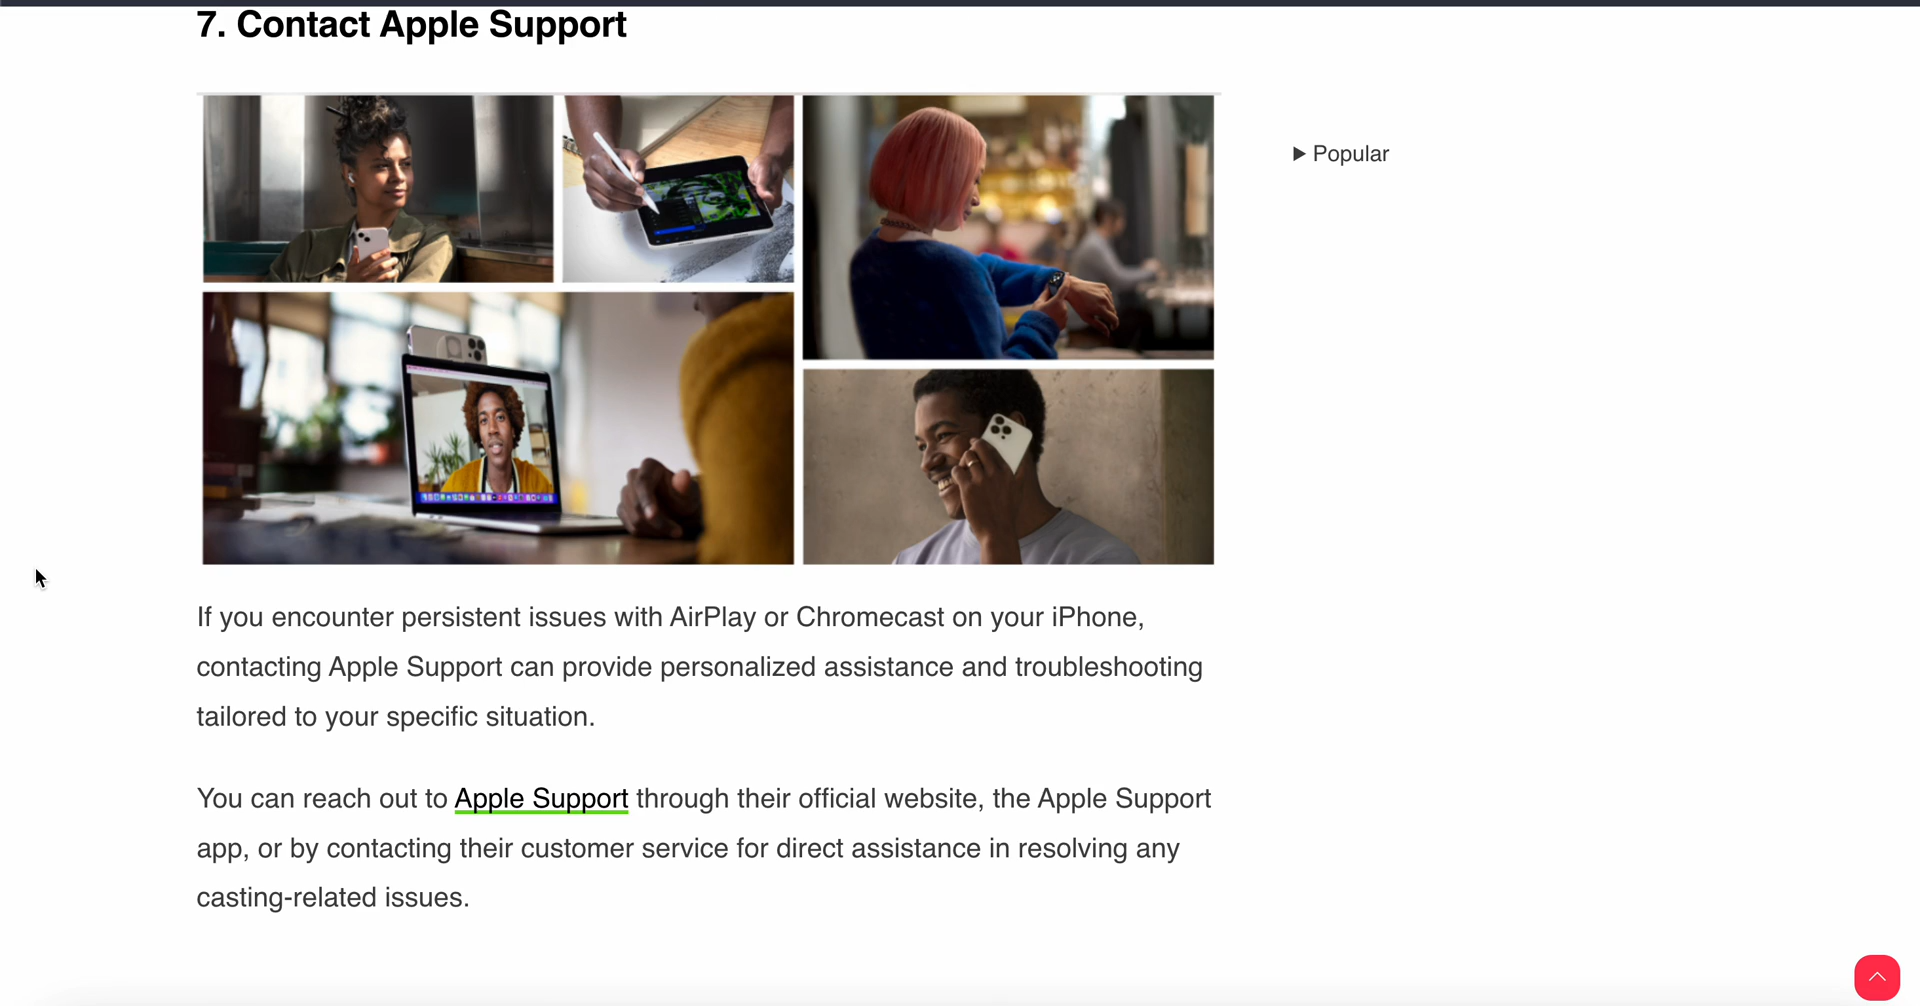 7. Contact Apple Support
Popular
If you encounter persistent issues with AirPlay or Chromecast on your iPhone,
contacting Apple Support can provide personalized assistance and troubleshooting
tailored to your specific situation.
You can reach out to Apple Support through their official website, the Apple Support
app, or by contacting their customer service for direct assistance in resolving any
casting-related issues.